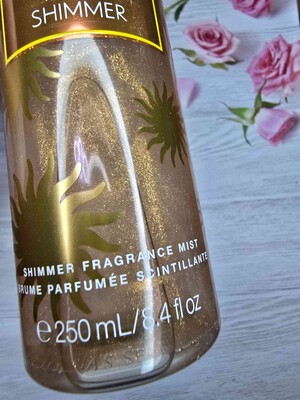 SHIMMER
SHIMMER FRAGRANCE MIST
BRUME PARFUMÉE SCINTILLANTE
℮250 mL/8.4 fl oz